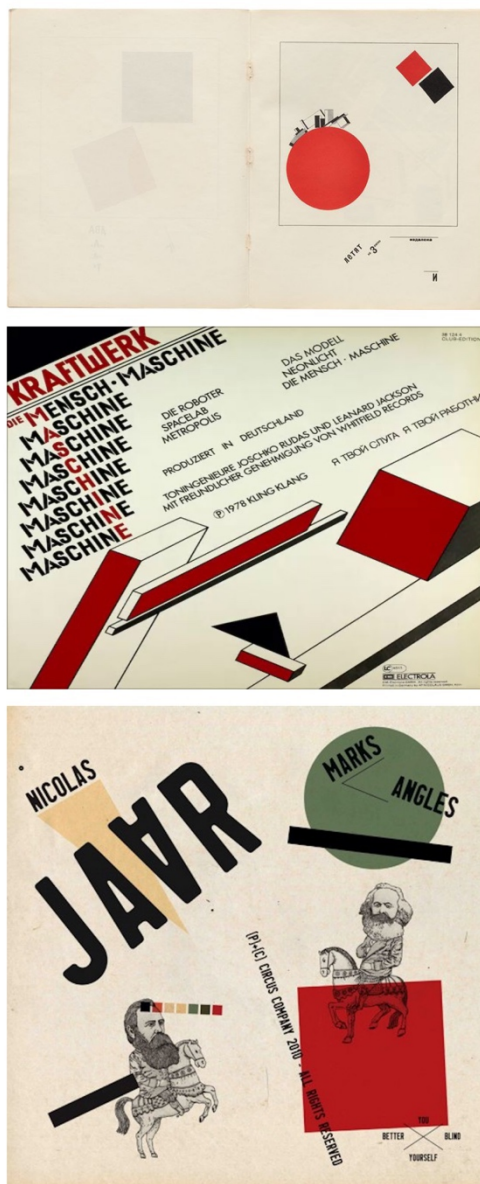 ЛЕТЯТ
на З-
И
KRAFTWERK
DIE MENSCH·MASCHINE
MASCHINE
MASCHINE
MASCHINE
MASCHINE
MASCHINE
MASCHINE
MASCHINE
DIE ROBOTER
SPACELAB
METROPOLIS
DAS MODELL
NEONLICHT
DIE MENSCH · MASCHINE
PRODUZIERT IN DEUTSCHLAND
TONINGENIEURE JOSCHKO RUDAS UND LEANARD JACKSON
MIT FREUNDLICHER GENEHMIGUNG VON WHITFIELD RECORDS
Я ТВОЙ СЛУГА Я ТВОЙ РАБОТНИ
℗ 1978 KLING KLANG
CLUB-EDITION
ELECTROLA
NICOLAS
JAAR
MARKS
ANGLES
(P)+(C) CIRCUS COMPANY 2010 - ALL RIGHTS RESERVED
YOU
BETTER BLIND
YOURSELF